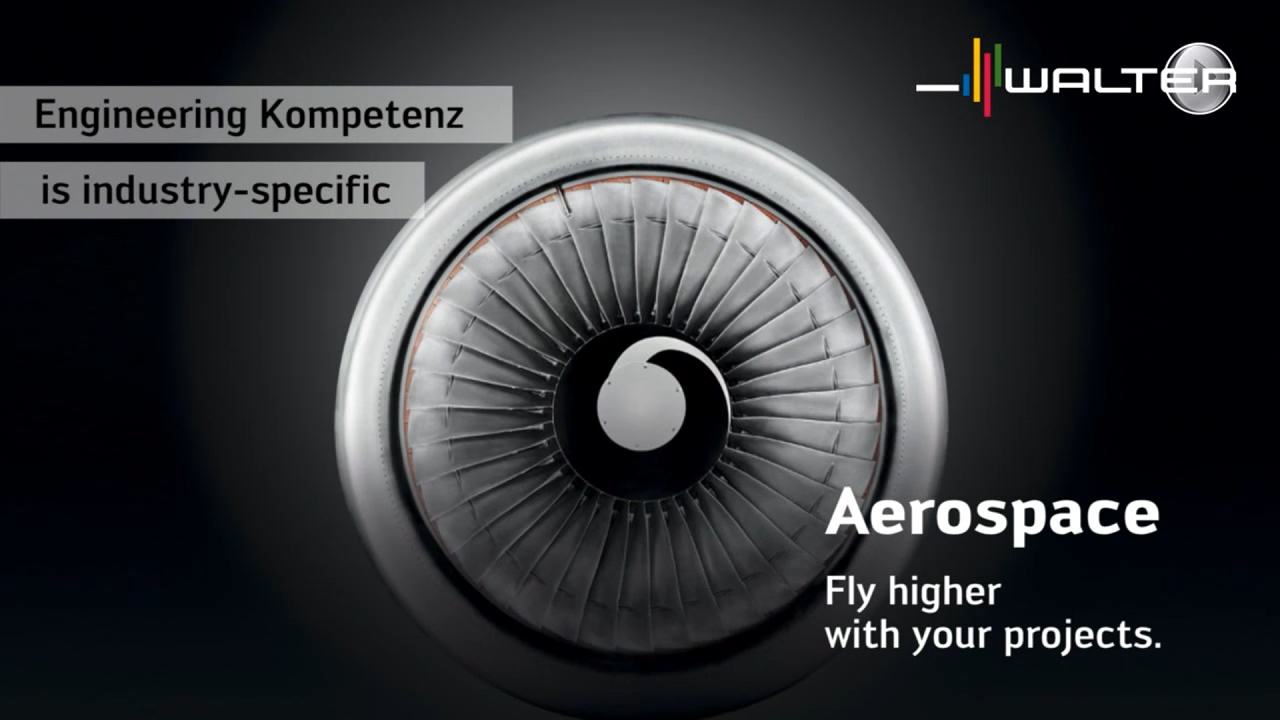 WALTER
Engineering Kompetenz
is industry-specific
Aerospace
Fly higher
with your projects.